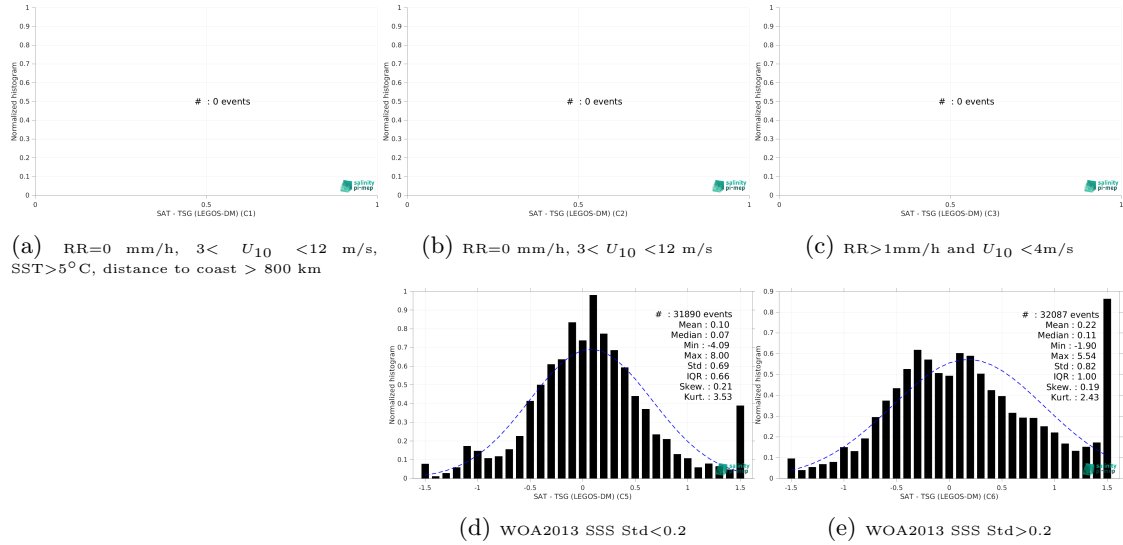 1
0.9
0.8
0.7
0.6
0.5
0.4
0.3
0.2
0.1
0
Normalized histogram
# : 0 events
salinity
pi-mep
0 0.5 1
SAT - TSG (LEGOS-DM) (C1)
1
0.9
0.8
0.7
0.6
0.5
0.4
0.3
0.2
0.1
0
Normalized histogram
# : 0 events
salinity
pi-mep
0 0.5 1
SAT - TSG (LEGOS-DM) (C2)
1
0.9
0.8
0.7
0.6
0.5
0.4
0.3
0.2
0.1
0
Normalized histogram
# : 0 events
salinity
pi-mep
0 0.5 1
SAT - TSG (LEGOS-DM) (C3)
(a) RR=0 mm/h, 3< U10 <12 m/s,
SST>5°C, distance to coast > 800 km
(b) RR=0 mm/h, 3< U10 <12 m/s
(c) RR>1mm/h and U10 <4m/s
1
0.9
0.8
0.7
0.6
0.5
0.4
0.3
0.2
0.1
0
Normalized histogram
# : 31890 events
Mean : 0.10
Median : 0.07
Min : -4.09
Max : 8.00
Std : 0.69
IQR : 0.66
Skew. : 0.21
Kurt. : 3.53
-1.5 -1 -0.5 0 0.5 1 1.5
SAT - TSG (LEGOS-DM) (C5)
0.9
0.8
0.7
0.6
0.5
0.4
0.3
0.2
0.1
0
Normalized histogram
# : 32087 events
Mean : 0.22
Median : 0.11
Min : -1.90
Max : 5.54
Std : 0.82
IQR : 1.00
Skew. : 0.19
Kurt. : 2.43
-1.5 -1 -0.5 0 0.5 1 1.5
SAT - TSG (LEGOS-DM) (C6)
(d) WOA2013 SSS Std<0.2
(e) WOA2013 SSS Std>0.2